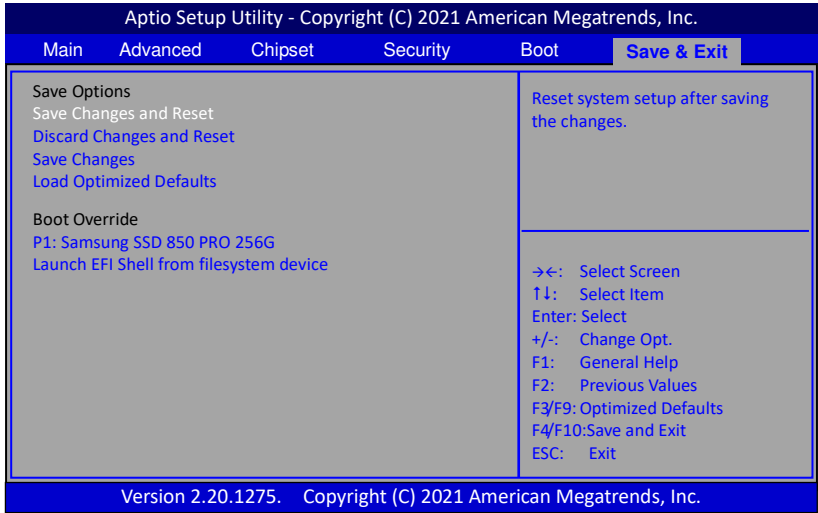 Aptio Setup Utility - Copyright (C) 2021 American Megatrends, Inc.
Main Advanced Chipset Security Boot Save & Exit
Save Options
Save Changes and Reset
Discard Changes and Reset
Save Changes
Load Optimized Defaults
Boot Override
P1: Samsung SSD 850 PRO 256G
Launch EFI Shell from filesystem device
Reset system setup after saving
the changes.
→←: Select Screen
↑↓: Select Item
Enter: Select
+/-: Change Opt.
F1: General Help
F2: Previous Values
F3/F9: Optimized Defaults
F4/F10:Save and Exit
ESC: Exit
Version 2.20.1275. Copyright (C) 2021 American Megatrends, Inc.